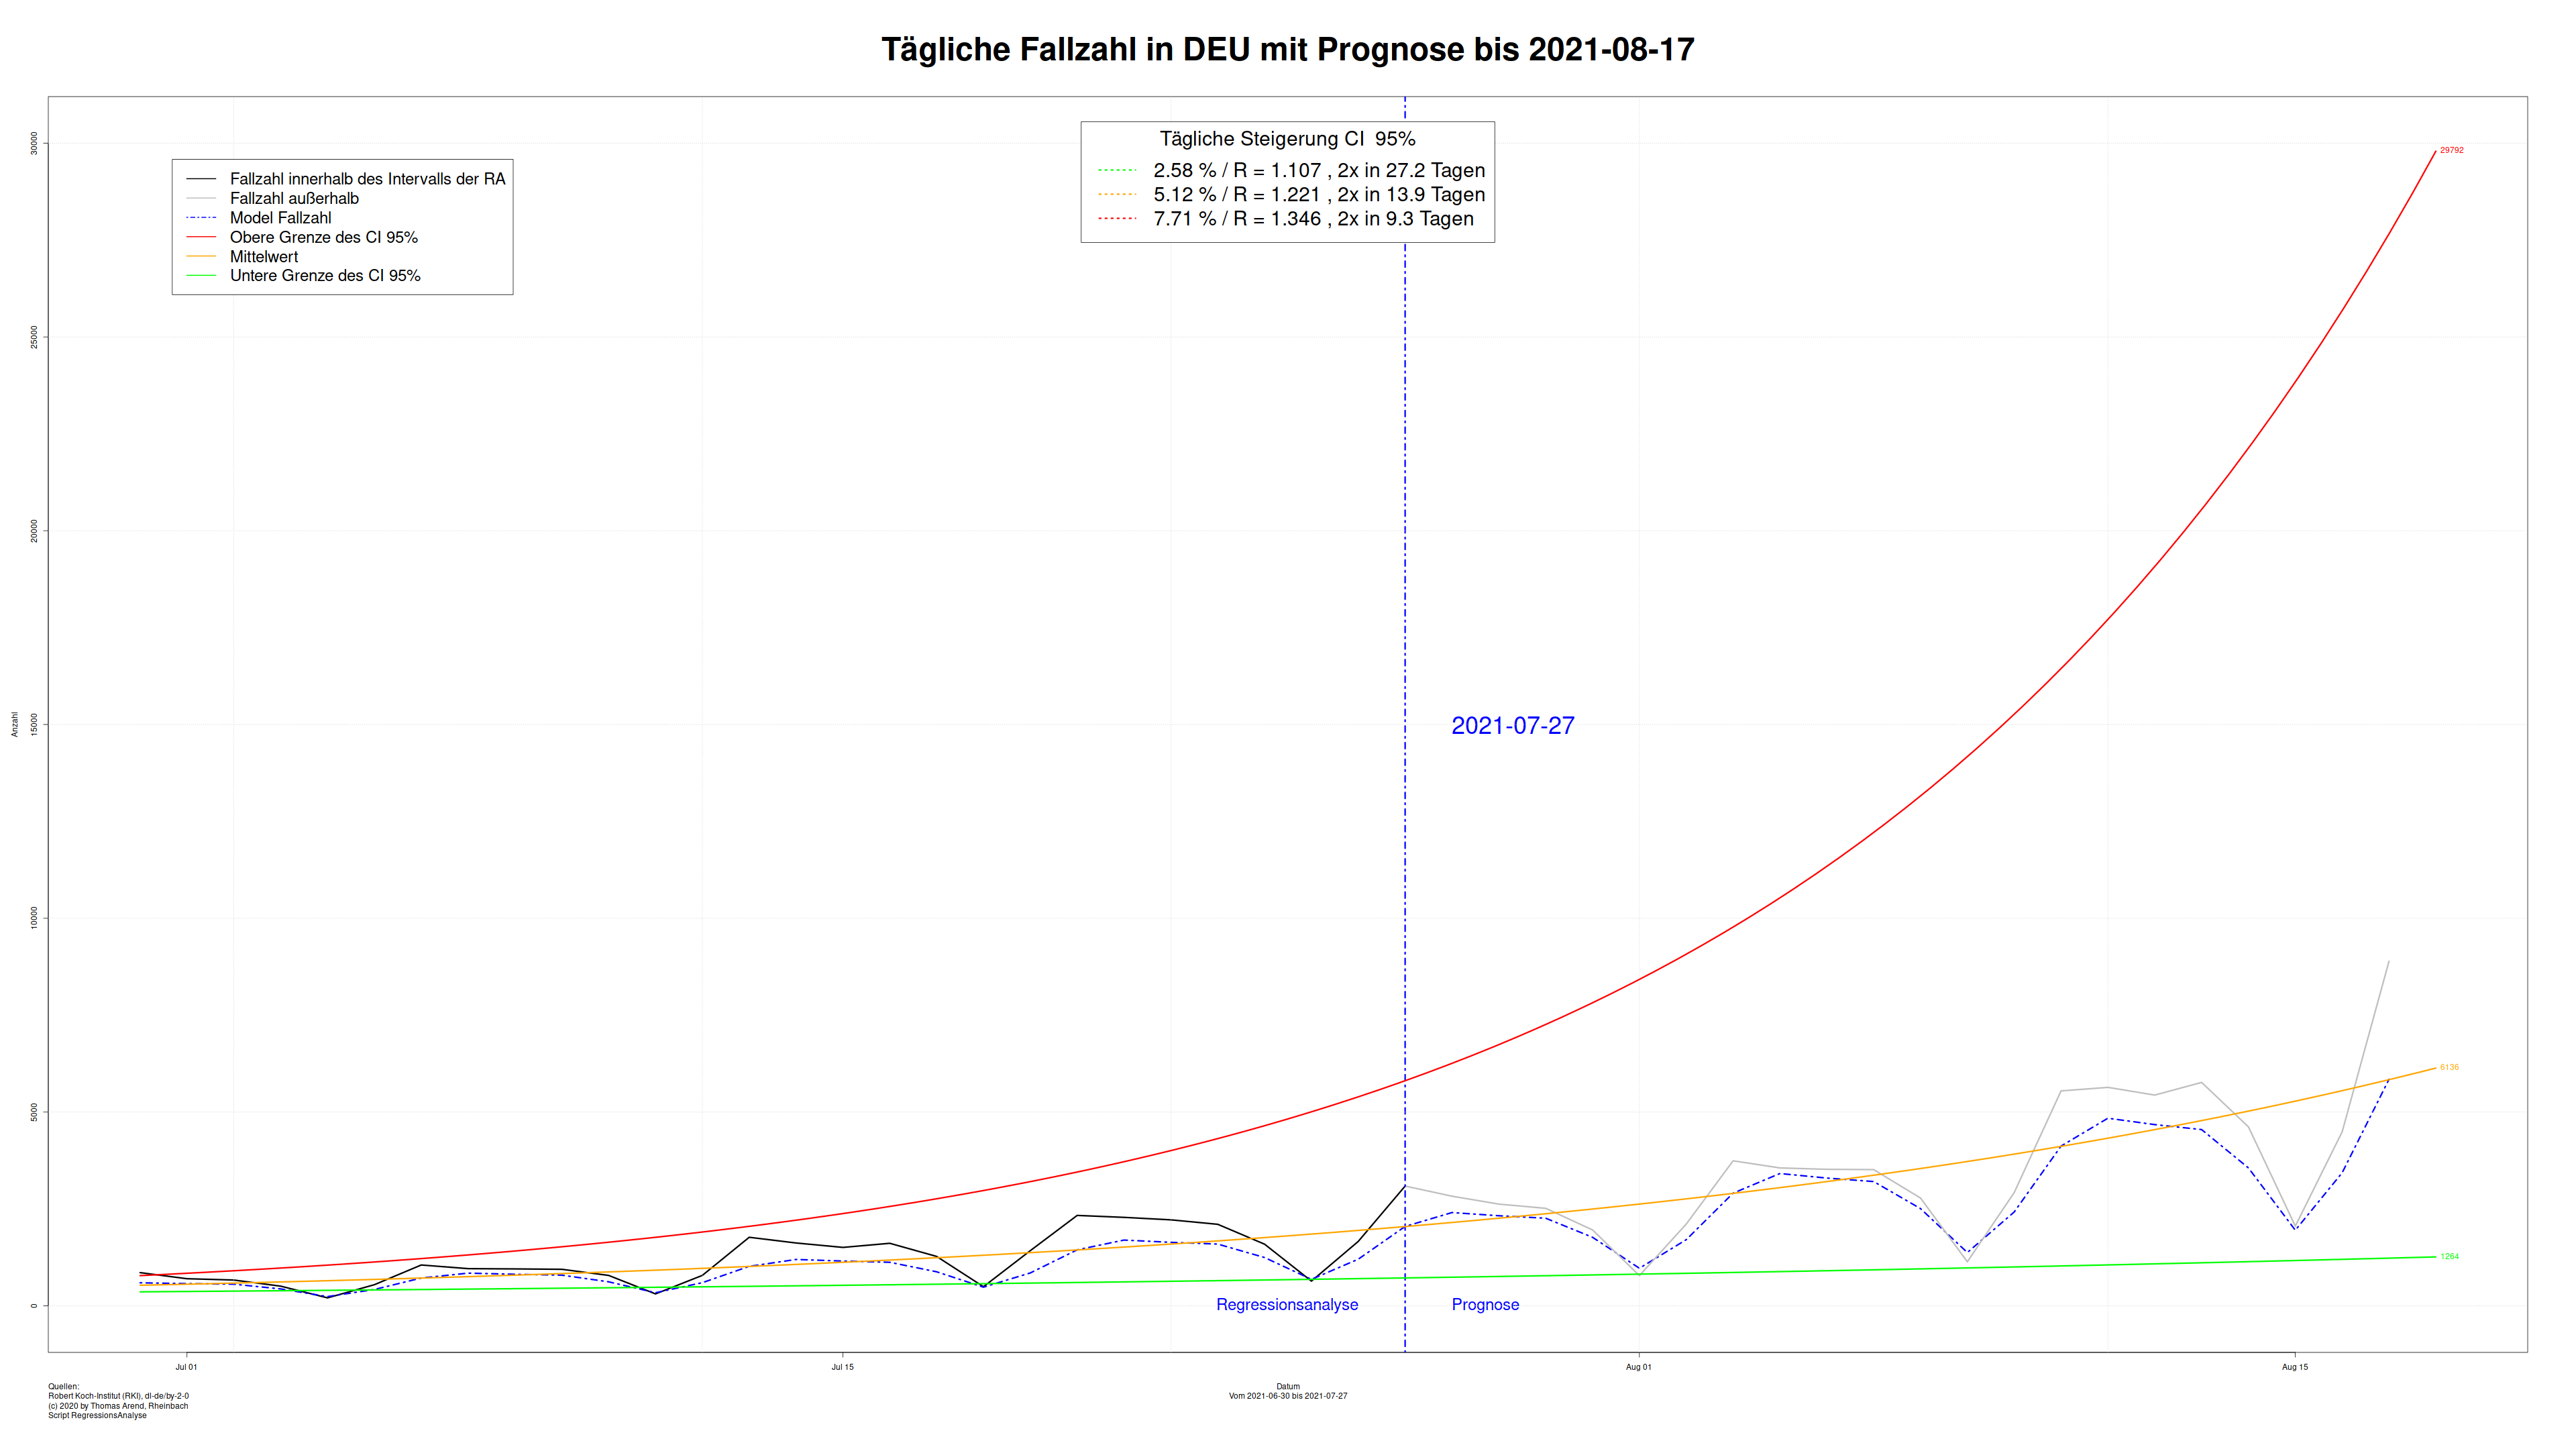 Tägliche Fallzahl in DEU mit Prognose bis 2021-08-17
Tägliche Steigerung CI  95%
2.58 % / R = 1.107 , 2x in 27.2 Tagen
5.12 % / R = 1.221 , 2x in 13.9 Tagen
7.71 % / R = 1.346 , 2x in 9.3 Tagen
Fallzahl innerhalb des Intervalls der RA
Fallzahl außerhalb
Model Fallzahl
Obere Grenze des CI 95%
Mittelwert
Untere Grenze des CI 95%
30000
25000
20000
15000
10000
5000
0
Anzahl
29792
6136
1264
2021-07-27
Regressionsanalyse
Prognose
Jul 01
Jul 15
Aug 01
Aug 15
Datum
Vom 2021-06-30 bis 2021-07-27
Quellen:
Robert Koch-Institut (RKI), dl-de/by-2-0
(c) 2020 by Thomas Arend, Rheinbach
Script RegressionsAnalyse